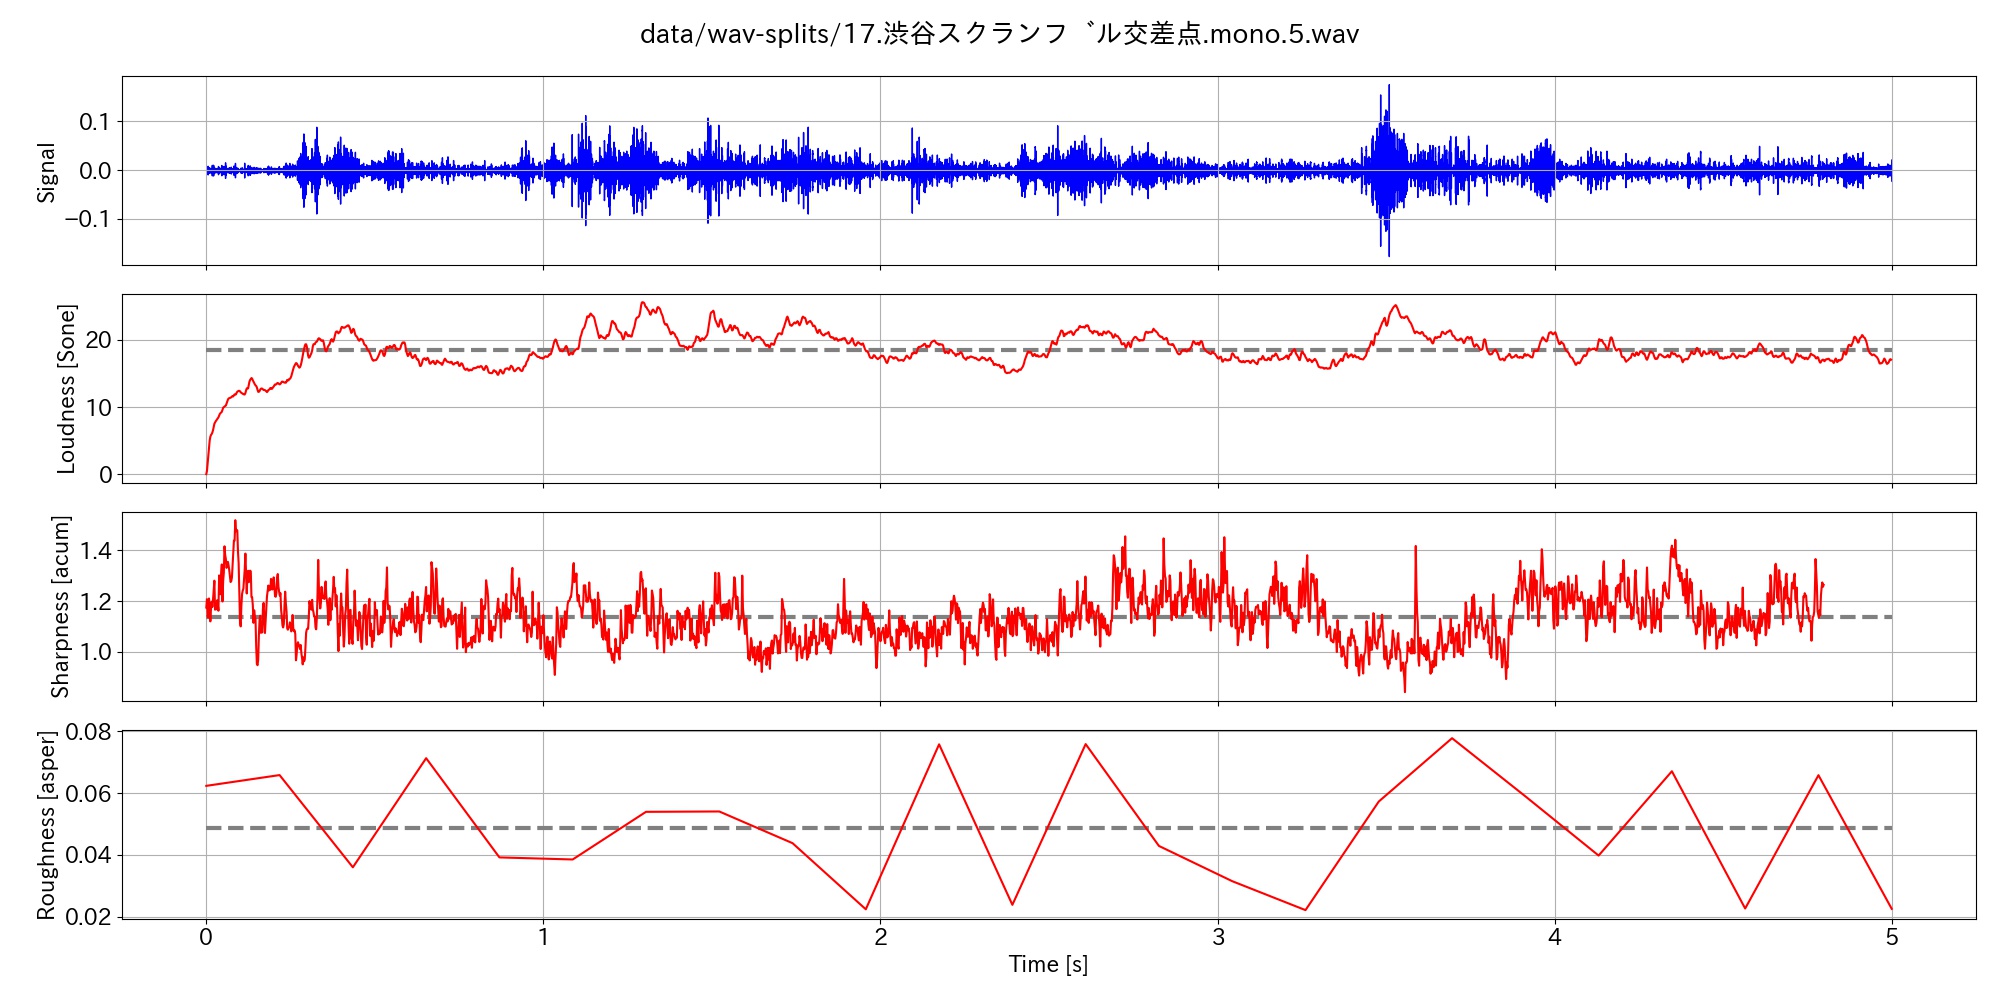 data/wav-splits/17.渋谷スクランブル交差点.mono.5.wav
Signal
0.1
0.0
−0.1
Loudness [Sone]
20
10
0
Sharpness [acum]
1.4
1.2
1.0
Roughness [asper]
0.08
0.06
0.04
0.02
0 1 2 3 4 5
Time [s]